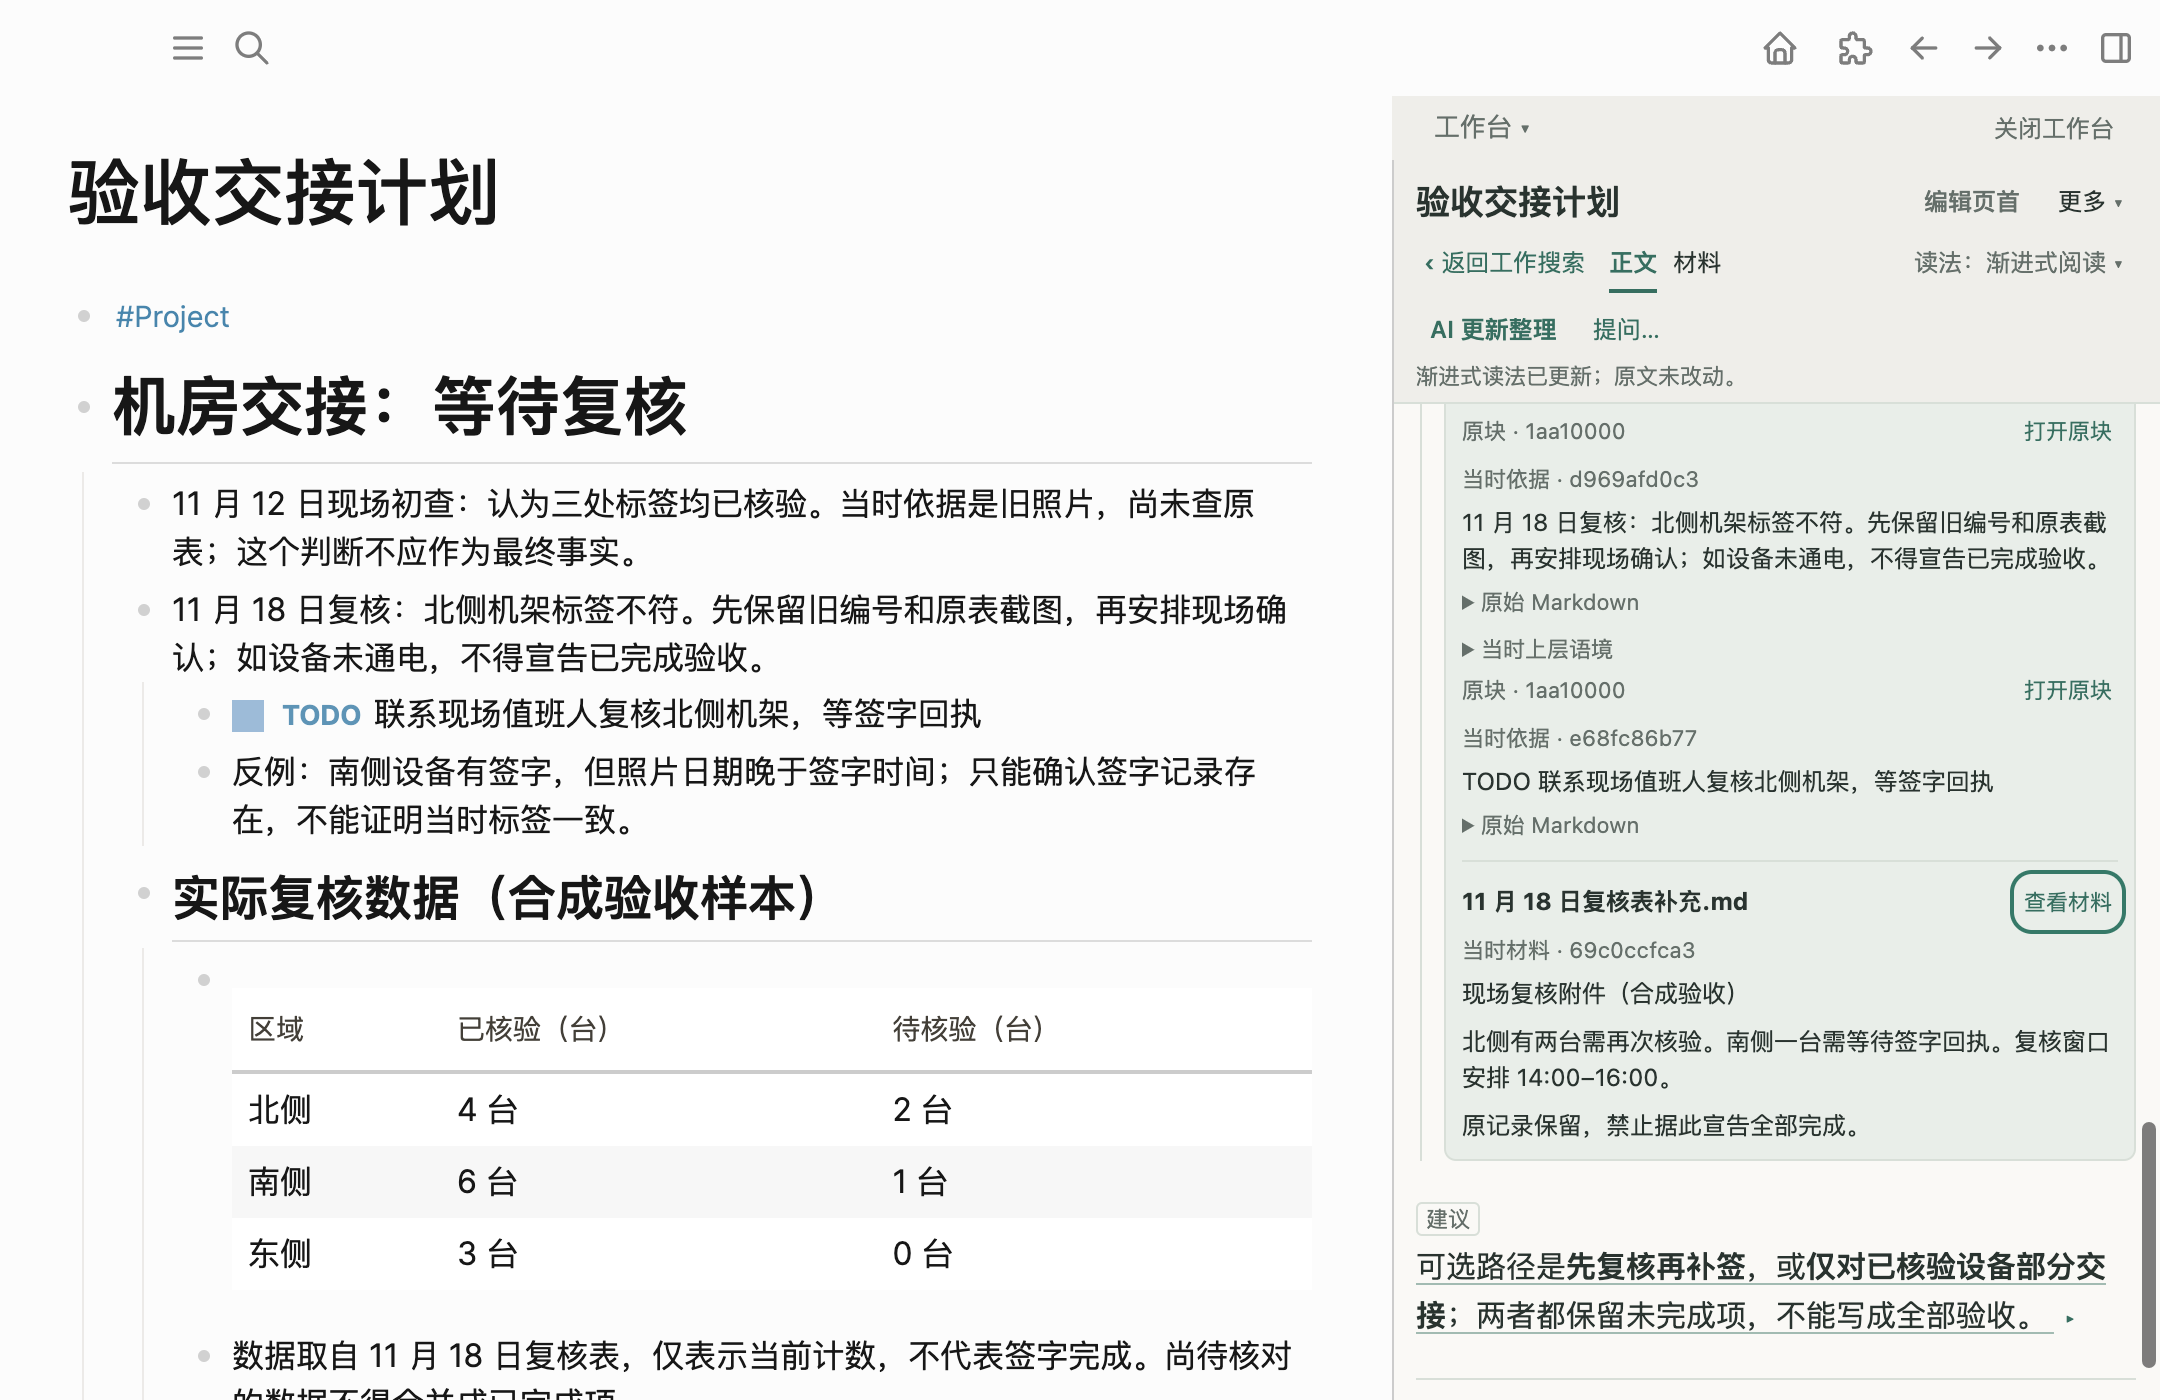 验收交接计划
#Project
机房交接：等待复核
11 月 12 日现场初查：认为三处标签均已核验。当时依据是旧照片，尚未查原
表；这个判断不应作为最终事实。
11 月 18 日复核：北侧机架标签不符。先保留旧编号和原表截图，再安排现场确
认；如设备未通电，不得宣告已完成验收。
TODO 联系现场值班人复核北侧机架，等签字回执
反例：南侧设备有签字，但照片日期晚于签字时间；只能确认签字记录存
在，不能证明当时标签一致。
实际复核数据（合成验收样本）
区域 已核验（台） 待核验（台）
北侧 4 台 2 台
南侧 6 台 1 台
东侧 3 台 0 台
数据取自 11 月 18 日复核表，仅表示当前计数，不代表签字完成。尚待核对
的数据不得合并成已完成项
工作台 ▾ 关闭工作台
验收交接计划 编辑页首 更多 ▾
‹ 返回工作搜索 正文 材料 读法：渐进式阅读 ▾
AI 更新整理 提问...
渐进式读法已更新；原文未改动。
原块 · 1aa10000 打开原块
当时依据 · d969afd0c3
11 月 18 日复核：北侧机架标签不符。先保留旧编号和原表截
图，再安排现场确认；如设备未通电，不得宣告已完成验收。
▶ 原始 Markdown
▶ 当时上层语境
原块 · 1aa10000 打开原块
当时依据 · e68fc86b77
TODO 联系现场值班人复核北侧机架，等签字回执
▶ 原始 Markdown
11 月 18 日复核表补充.md 查看材料
当时材料 · 69c0ccfca3
现场复核附件（合成验收）
北侧有两台需再次核验。南侧一台需等待签字回执。复核窗口
安排 14:00–16:00。
原记录保留，禁止据此宣告全部完成。
建议
可选路径是先复核再补签，或仅对已核验设备部分交
接；两者都保留未完成项，不能写成全部验收。 ▸